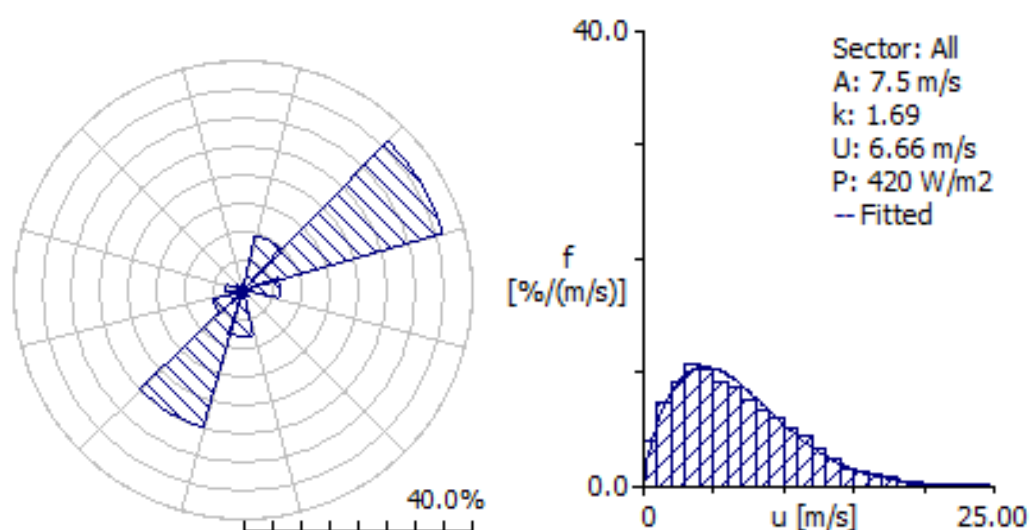 40.0%
40.0
f
[%/(m/s)]
0.0
0
u [m/s]
25.00
Sector: All
A: 7.5 m/s
k: 1.69
U: 6.66 m/s
P: 420 W/m2
-- Fitted